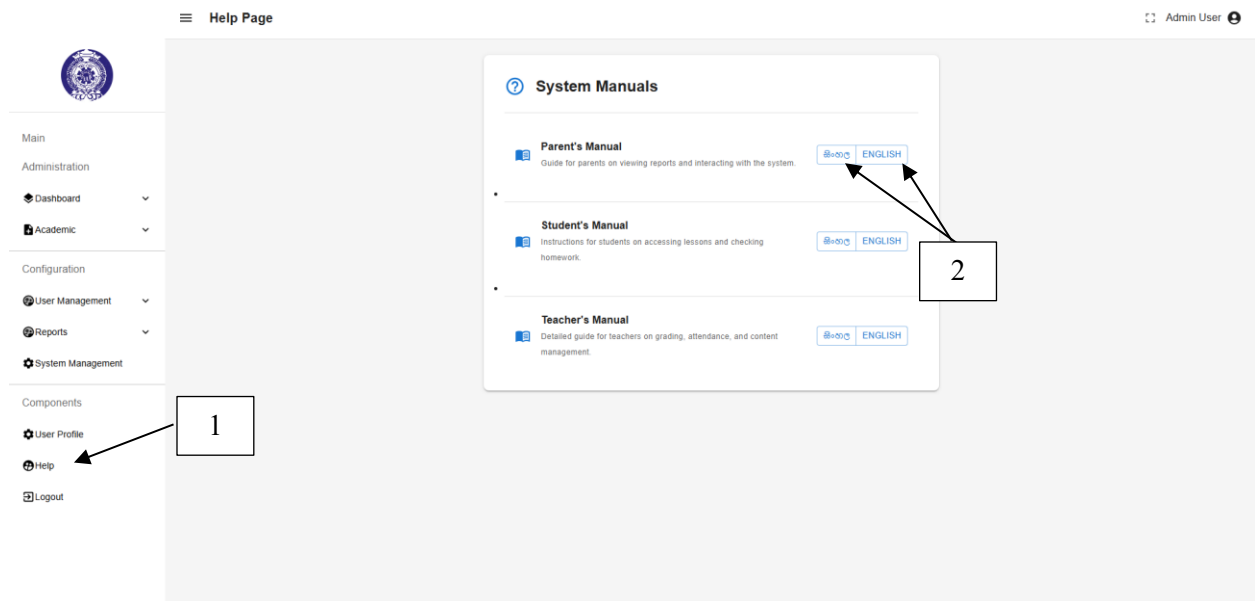 Help Page
Admin User
Main
Administration
Dashboard
Academic
Configuration
User Management
Reports
System Management
Components
User Profile
Help
Logout
System Manuals
Parent's Manual
Guide for parents on viewing reports and interacting with the system.
සිංහල ENGLISH
Student's Manual
Instructions for students on accessing lessons and checking
homework.
සිංහල ENGLISH
Teacher's Manual
Detailed guide for teachers on grading, attendance, and content
management.
සිංහල ENGLISH
1
2